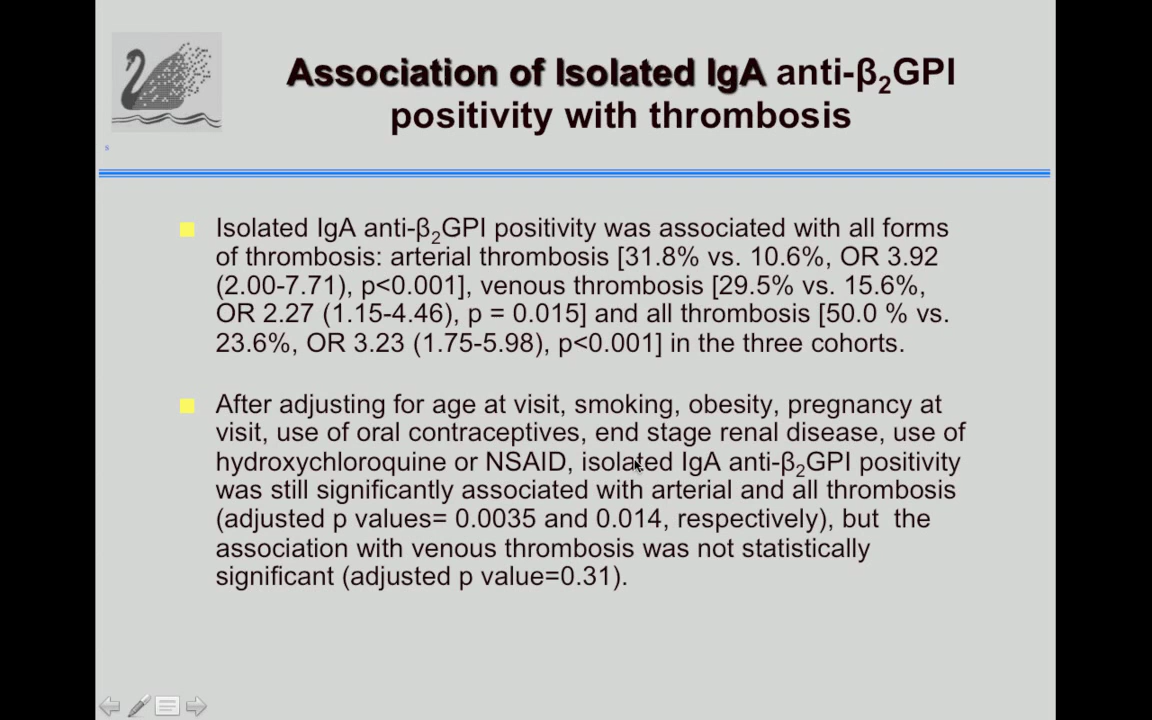 Association of Isolated IgA anti-β₂GPI
positivity with thrombosis
Isolated IgA anti-β₂GPI positivity was associated with all forms
of thrombosis: arterial thrombosis [31.8% vs. 10.6%, OR 3.92
(2.00-7.71), p<0.001], venous thrombosis [29.5% vs. 15.6%,
OR 2.27 (1.15-4.46), p = 0.015] and all thrombosis [50.0 % vs.
23.6%, OR 3.23 (1.75-5.98), p<0.001] in the three cohorts.
After adjusting for age at visit, smoking, obesity, pregnancy at
visit, use of oral contraceptives, end stage renal disease, use of
hydroxychloroquine or NSAID, isolated IgA anti-β₂GPI positivity
was still significantly associated with arterial and all thrombosis
(adjusted p values= 0.0035 and 0.014, respectively), but  the
association with venous thrombosis was not statistically
significant (adjusted p value=0.31).